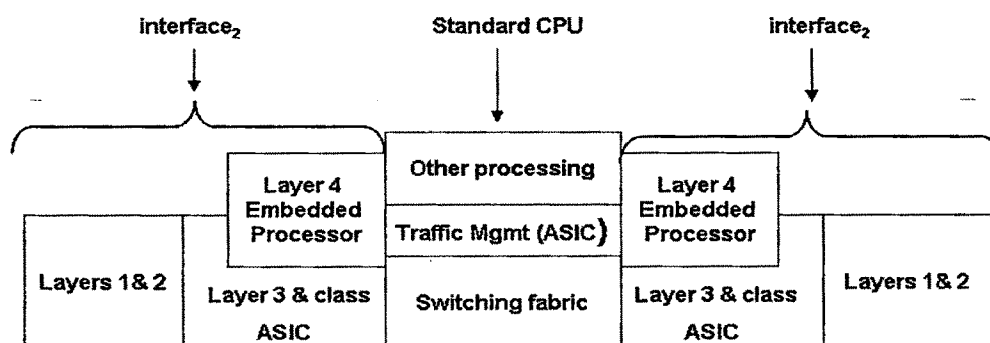 interface₂
Standard CPU
interface₂
Other processing
Layer 4
Embedded
Processor
Traffic Mgmt (ASIC)
Layer 4
Embedded
Processor
Layers 1& 2
Layer 3 & class
ASIC
Switching fabric
Layer 3 & class
ASIC
Layers 1& 2